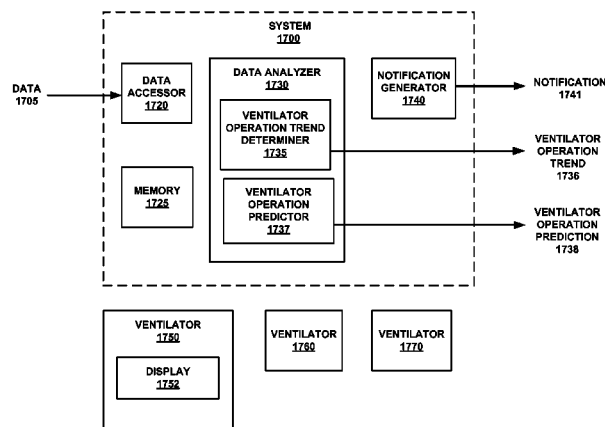 SYSTEM
1700
DATA
1705
DATA
ACCESSOR
1720
MEMORY
1725
DATA ANALYZER
1730
VENTILATOR
OPERATION TREND
DETERMINER
1735
VENTILATOR
OPERATION
PREDICTOR
1737
NOTIFICATION
GENERATOR
1740
NOTIFICATION
1741
VENTILATOR
OPERATION
TREND
1736
VENTILATOR
OPERATION
PREDICTION
1738
VENTILATOR
1750
DISPLAY
1752
VENTILATOR
1760
VENTILATOR
1770